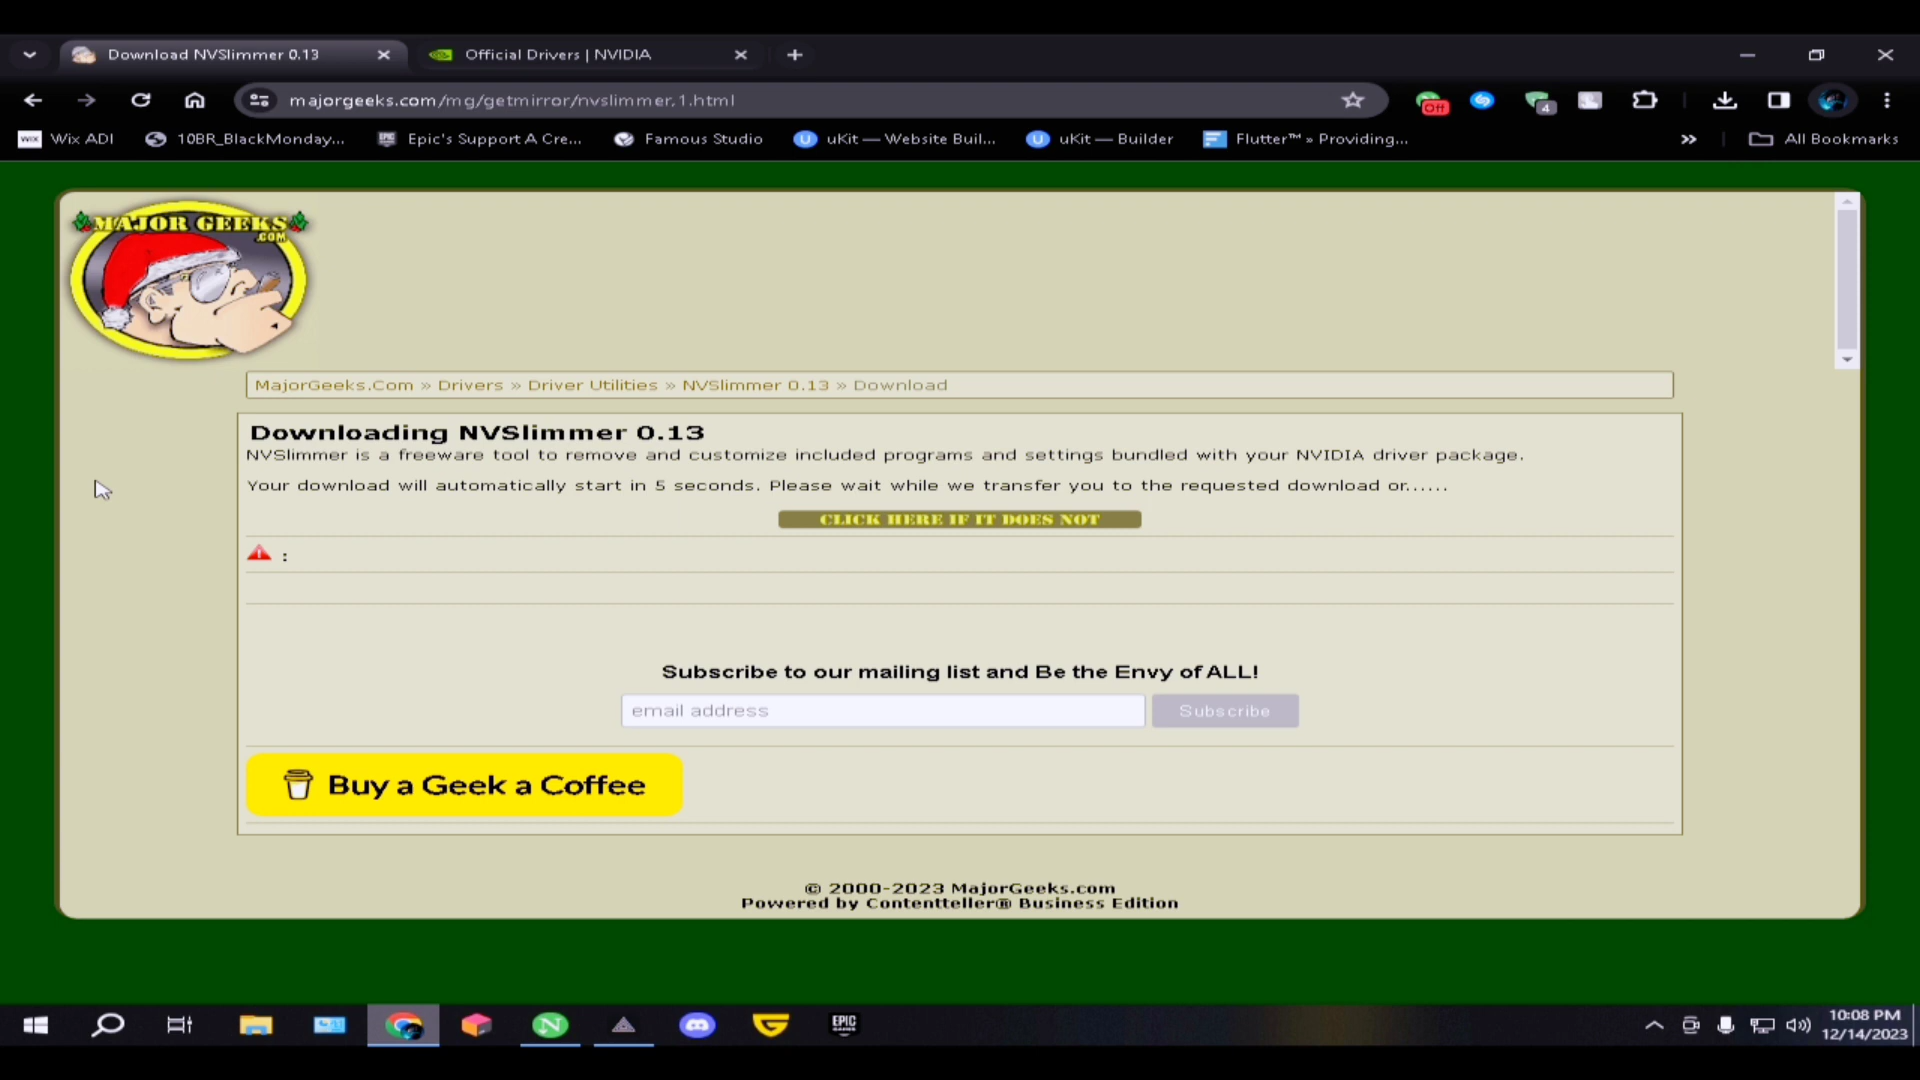 Download NVSlimmer 0.13
Official Drivers | NVIDIA
majorgeeks.com/mg/getmirror/nvslimmer,1.html
Off
4
WIX Wix ADI
10BR_BlackMonday...
Epic's Support A Cre...
Famous Studio
U uKit — Website Buil...
U uKit — Builder
Flutter™ » Providing...
»
All Bookmarks
MAJOR GEEKS
.COM
MajorGeeks.Com » Drivers » Driver Utilities » NVSlimmer 0.13 » Download
Downloading NVSlimmer 0.13
NVSlimmer is a freeware tool to remove and customize included programs and settings bundled with your NVIDIA driver package.
Your download will automatically start in 5 seconds. Please wait while we transfer you to the requested download or......
CLICK HERE IF IT DOES NOT
:
Subscribe to our mailing list and Be the Envy of ALL!
email address
Subscribe
Buy a Geek a Coffee
© 2000-2023 MajorGeeks.com
Powered by Contentteller® Business Edition
N
EPIC
10:08 PM
12/14/2023